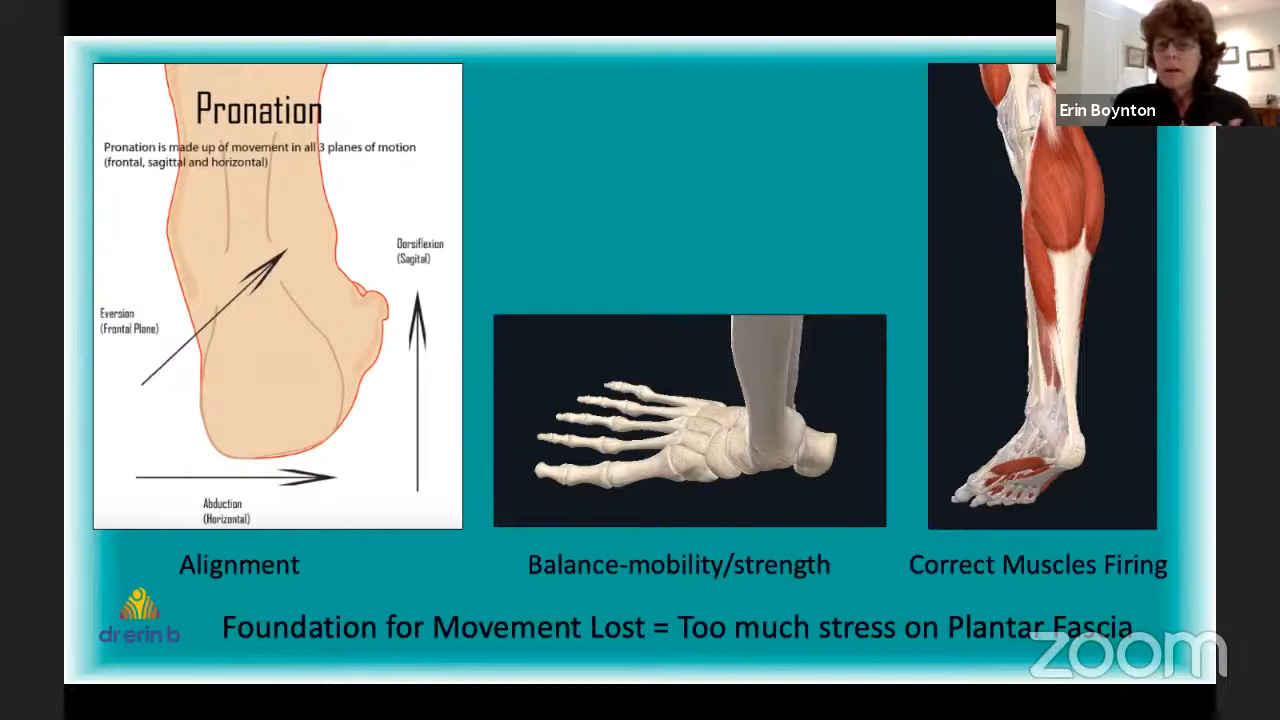 Erin Boynton
Pronation
Pronation is made up of movement in all 3 planes of motion
(frontal, sagittal and horizontal)
Dorsiflexion
(Sagital)
Eversion
(Frontal Plane)
Abduction
(Horizontal)
Alignment
Balance-mobility/strength
Correct Muscles Firing
dr erin b
Foundation for Movement Lost = Too much stress on Plantar Fascia
zoom